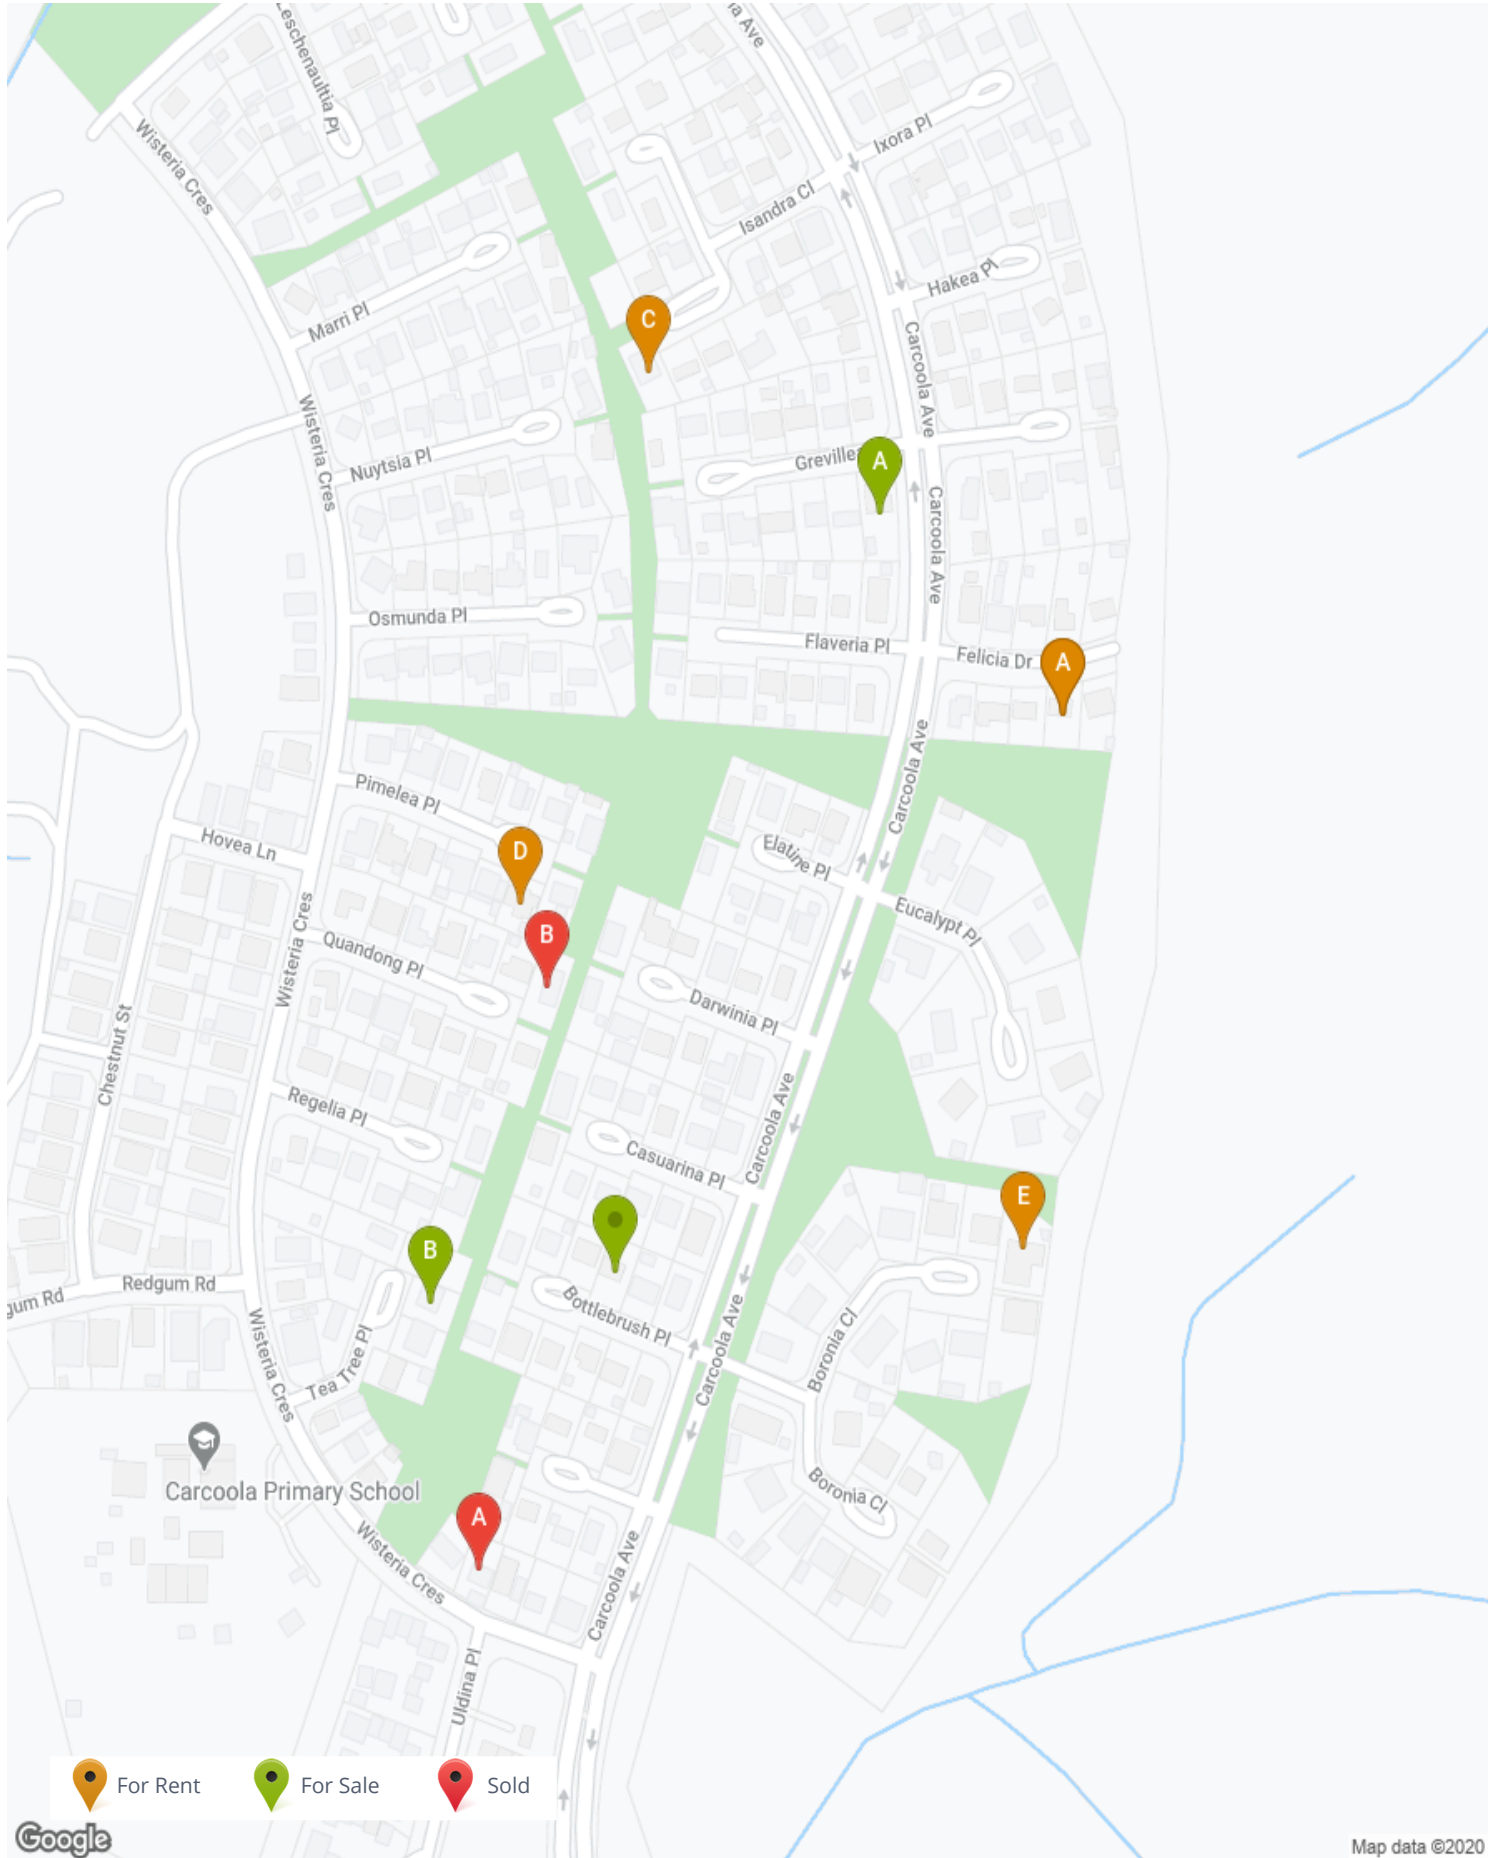 Leschenaultia Pl
Ave
Wisteria Cres
Ixora Pl
Isandra Cl
Marri Pl
Hakea Pl
C
Carcoola Ave
Wisteria Cres
Nuytsia Pl
Grevillea
A
Carcoola Ave
Osmunda Pl
Flaveria Pl
Felicia Dr
A
Carcoola Ave
Pimelea Pl
Hovea Ln
D
Elatine Pl
Wisteria Cres
Quandong Pl
B
Eucalypt Pl
Darwinia Pl
Chestnut St
Regelia Pl
Carcoola Ave
Casuarina Pl
E
B
Redgum Rd
gum Rd
Bottlebrush Pl
Carcoola Ave
Boronia Cl
Wisteria Cres
Tea Tree Pl
Carcoola Primary School
Boronia Cl
A
Wisteria Cres
Carcoola Ave
Uldina Pl
For Rent
For Sale
Sold
Google
Map data ©2020